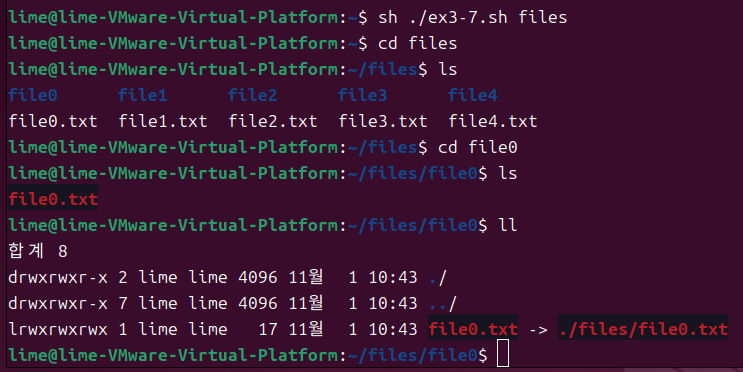 lime@lime-VMware-Virtual-Platform:~$ sh ./ex3-7.sh files
lime@lime-VMware-Virtual-Platform:~$ cd files
lime@lime-VMware-Virtual-Platform:~/files$ ls
file0 file1 file2 file3 file4
file0.txt file1.txt file2.txt file3.txt file4.txt
lime@lime-VMware-Virtual-Platform:~/files$ cd file0
lime@lime-VMware-Virtual-Platform:~/files/file0$ ls
file0.txt
lime@lime-VMware-Virtual-Platform:~/files/file0$ ll
합계 8
drwxrwxr-x 2 lime lime 4096 11월 1 10:43 ./
drwxrwxr-x 7 lime lime 4096 11월 1 10:43 ../
lrwxrwxrwx 1 lime lime 17 11월 1 10:43 file0.txt -> ./files/file0.txt
lime@lime-VMware-Virtual-Platform:~/files/file0$